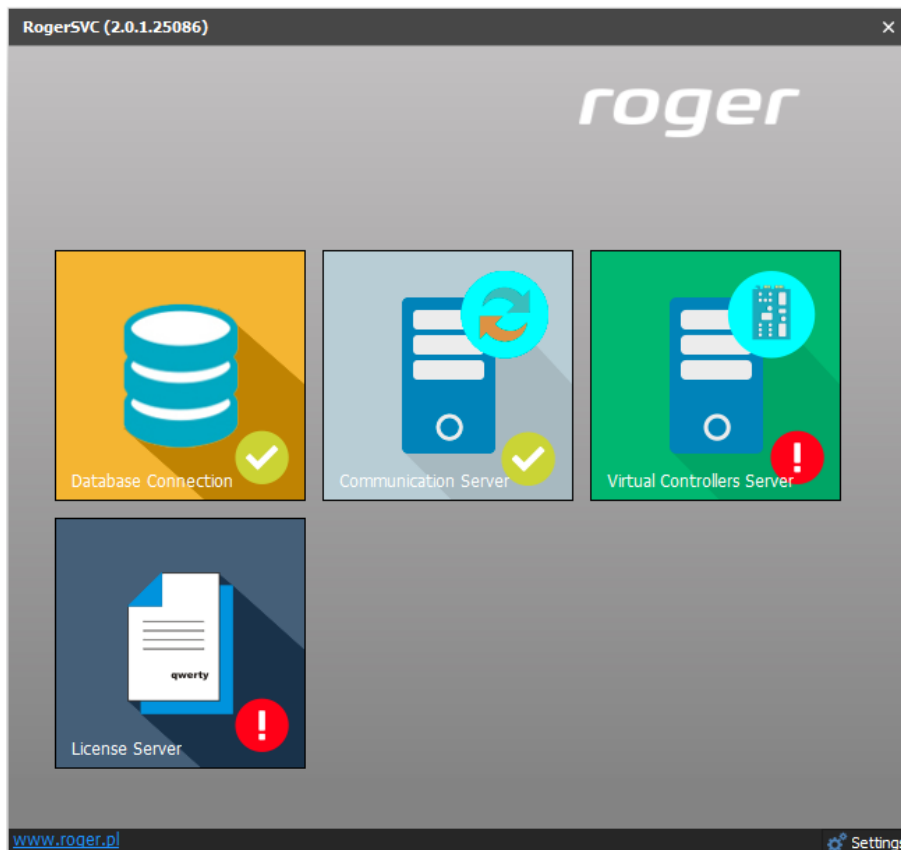 RogerSVC (2.0.1.25086)
roger
Database Connection
Communication Server
Virtual Controllers Server
qwerty
License Server
www.roger.pl
Settings